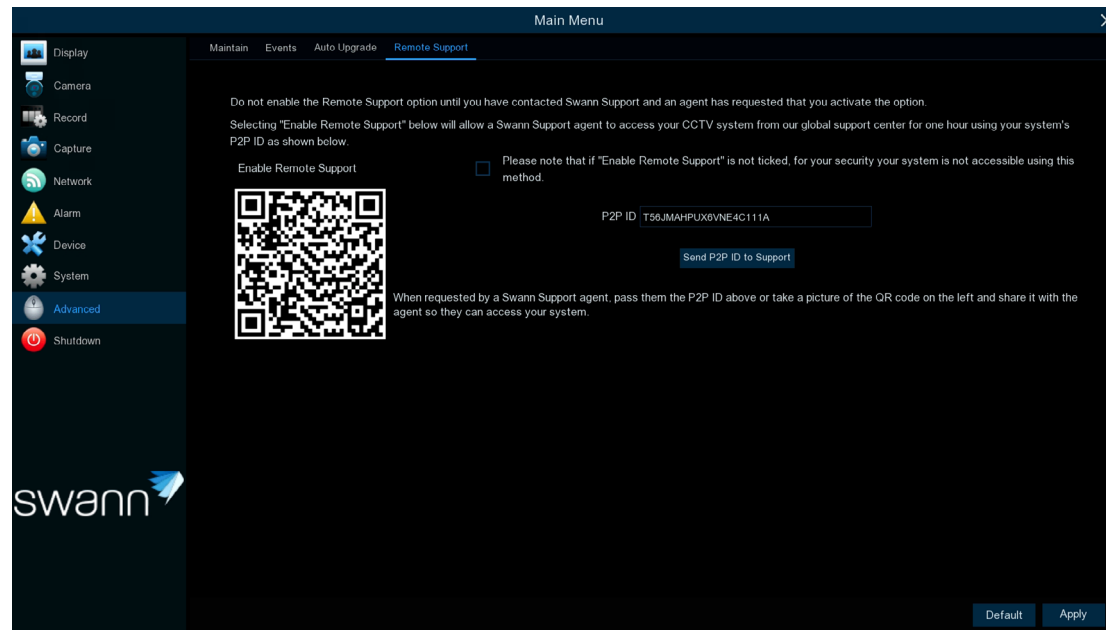 Main Menu
Display
Camera
Record
Capture
Network
Alarm
Device
System
Advanced
Shutdown
swann
Maintain Events Auto Upgrade Remote Support
Do not enable the Remote Support option until you have contacted Swann Support and an agent has requested that you activate the option.
Selecting "Enable Remote Support" below will allow a Swann Support agent to access your CCTV system from our global support center for one hour using your system's
P2P ID as shown below.
Enable Remote Support
Please note that if "Enable Remote Support" is not ticked, for your security your system is not accessible using this
method.
P2P ID T56JMAHPUX6VNE4C111A
Send P2P ID to Support
When requested by a Swann Support agent, pass them the P2P ID above or take a picture of the QR code on the left and share it with the
agent so they can access your system.
Default Apply